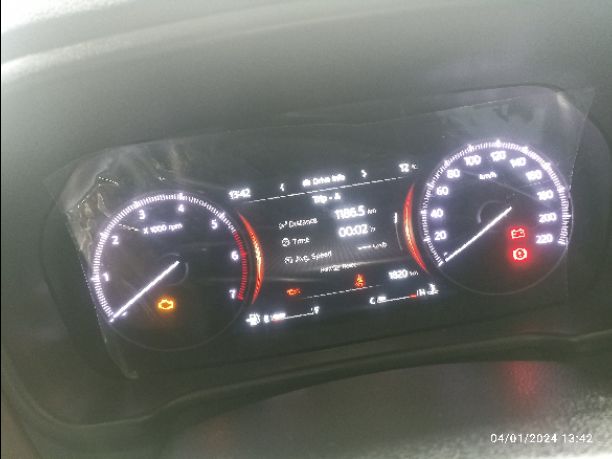 13:42
Drive Info
12 °C
Trip - A
Distance 1186.5 km
Time 00:02 h
Avg. Speed
1820 km
x 1000 rpm
1
2
3
4
5
6
7
km/h
20
40
60
80
100
120
140
160
180
200
220
E
F
C
H
04/01/2024 13:42